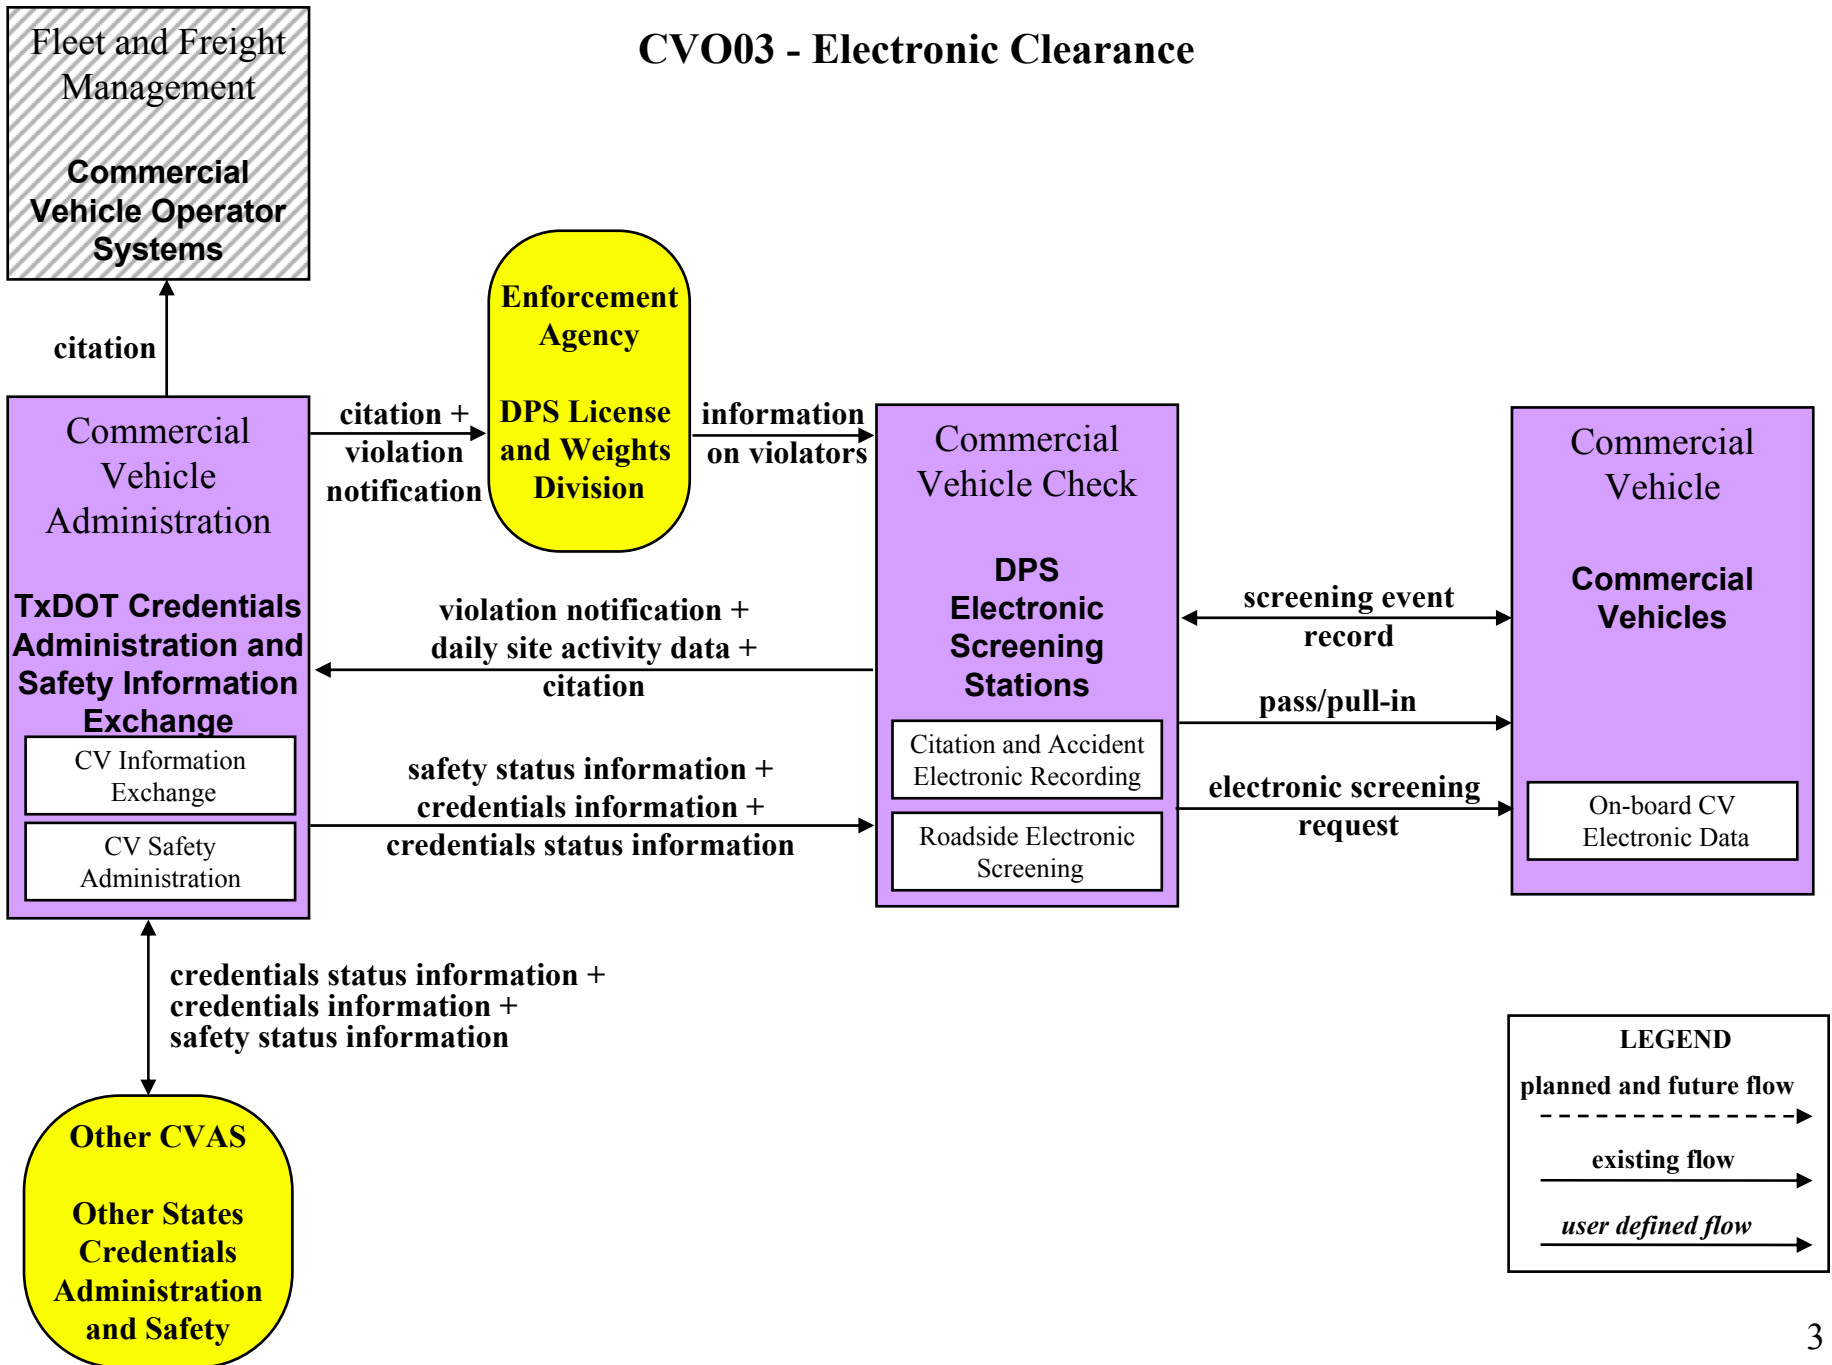 CVO03 - Electronic Clearance
Fleet and Freight
Management
Commercial
Vehicle Operator
Systems
citation
Enforcement
Agency
DPS License
and Weights
Division
citation +
violation
notification
information
on violators
Commercial
Vehicle
Administration
TxDOT Credentials
Administration and
Safety Information
Exchange
CV Information
Exchange
CV Safety
Administration
violation notification +
daily site activity data +
citation
safety status information +
credentials information +
credentials status information
Commercial
Vehicle Check
DPS
Electronic
Screening
Stations
Citation and Accident
Electronic Recording
Roadside Electronic
Screening
screening event
record
pass/pull-in
electronic screening
request
Commercial
Vehicle
Commercial
Vehicles
On-board CV
Electronic Data
credentials status information +
credentials information +
safety status information
Other CVAS
Other States
Credentials
Administration
and Safety
LEGEND
planned and future flow
existing flow
user defined flow
3